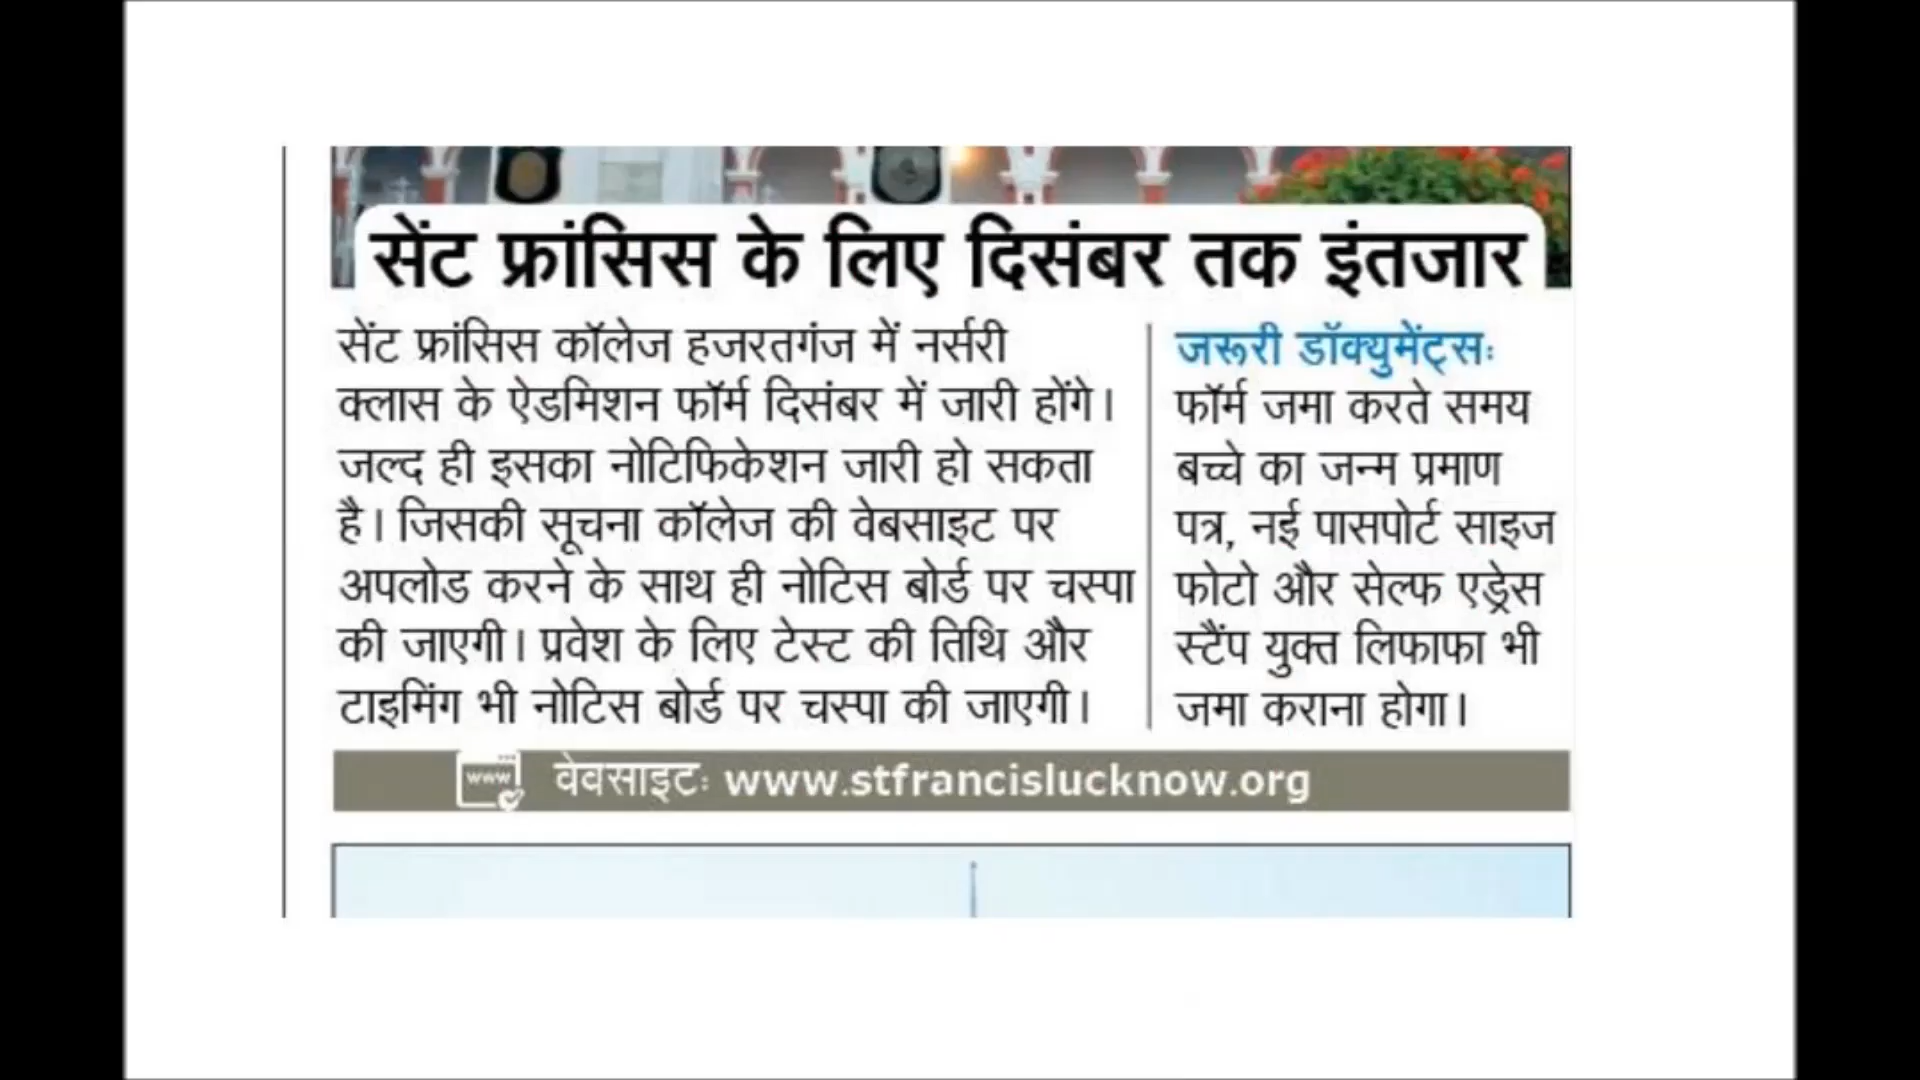 सेंट फ्रांसिस के लिए दिसंबर तक इंतजार
सेंट फ्रांसिस कॉलेज हजरतगंज में नर्सरी
क्लास के ऐडमिशन फॉर्म दिसंबर में जारी होंगे।
जल्द ही इसका नोटिफिकेशन जारी हो सकता
है। जिसकी सूचना कॉलेज की वेबसाइट पर
अपलोड करने के साथ ही नोटिस बोर्ड पर चस्पा
की जाएगी। प्रवेश के लिए टेस्ट की तिथि और
टाइमिंग भी नोटिस बोर्ड पर चस्पा की जाएगी।
जरूरी डॉक्युमेंट्सः
फॉर्म जमा करते समय
बच्चे का जन्म प्रमाण
पत्र, नई पासपोर्ट साइज
फोटो और सेल्फ एड्रेस
स्टैंप युक्त लिफाफा भी
जमा कराना होगा।
www वेबसाइटः www.stfrancislucknow.org